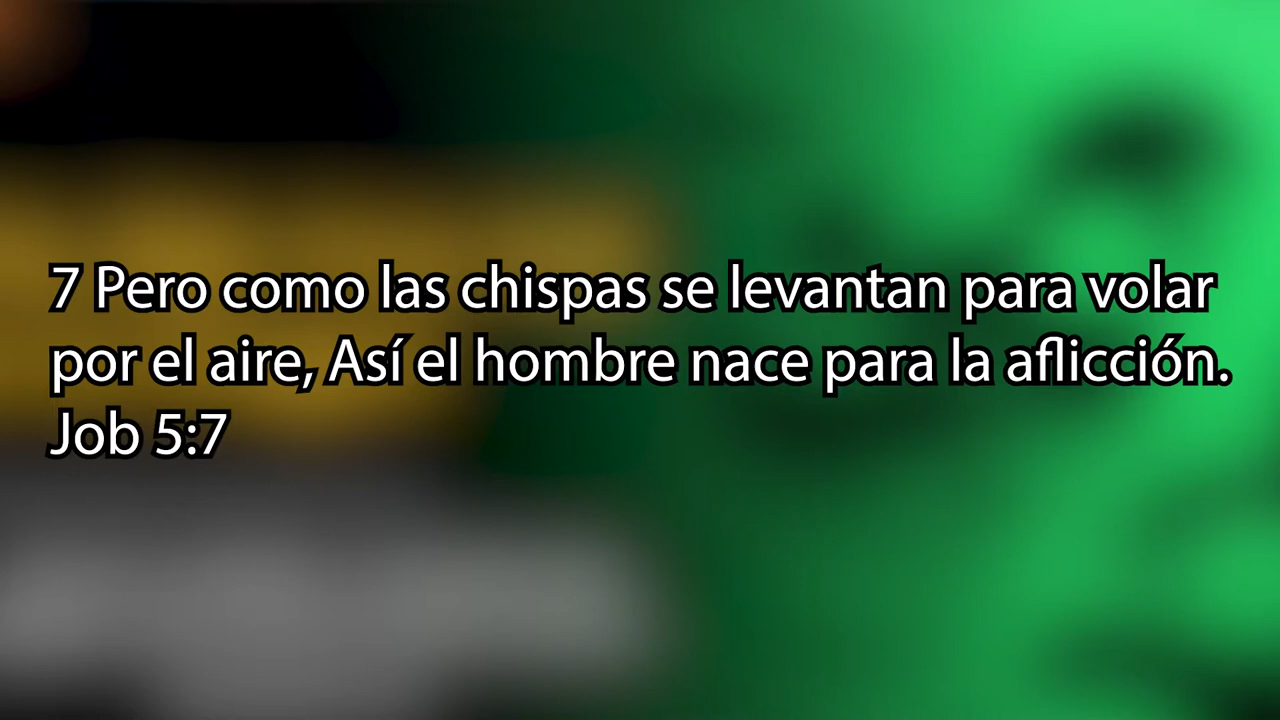 7 Pero como las chispas se levantan para volar
por el aire, Así el hombre nace para la aflicción.
Job 5:7